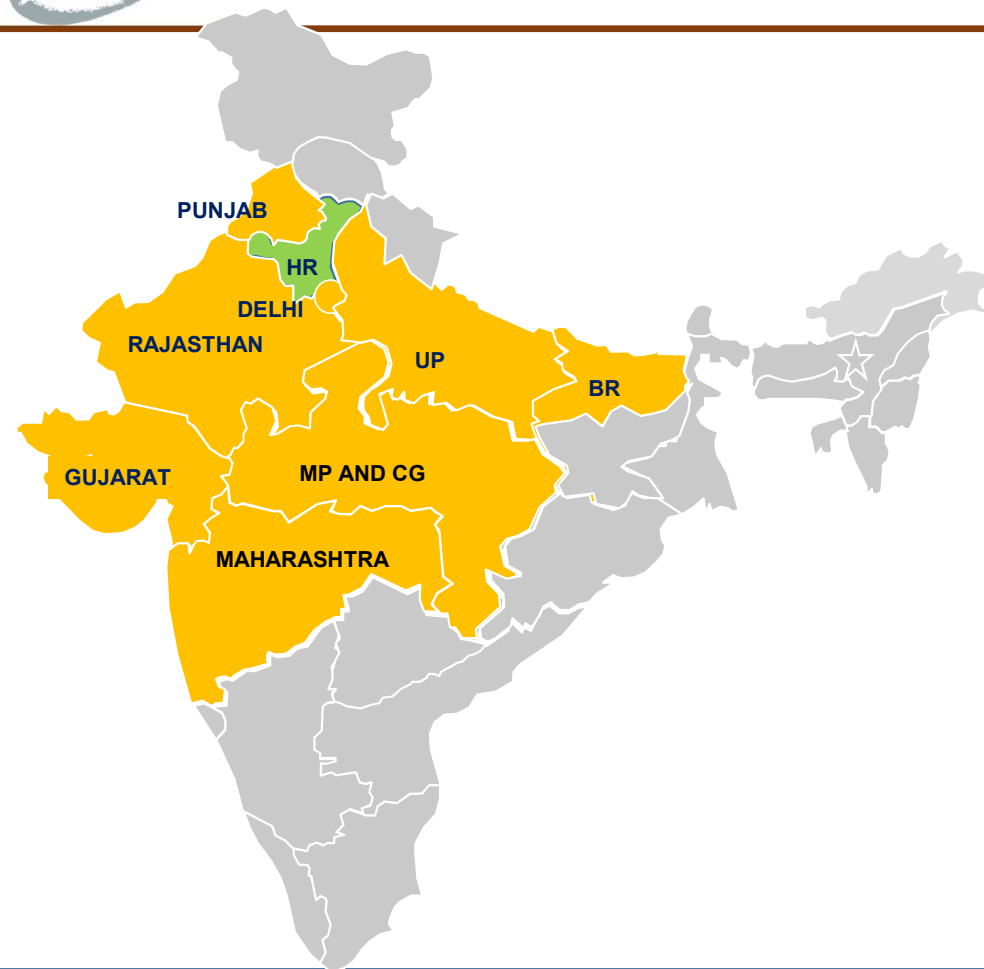 PUNJAB
HR
DELHI
RAJASTHAN
UP
BR
GUJARAT
MP AND CG
MAHARASHTRA